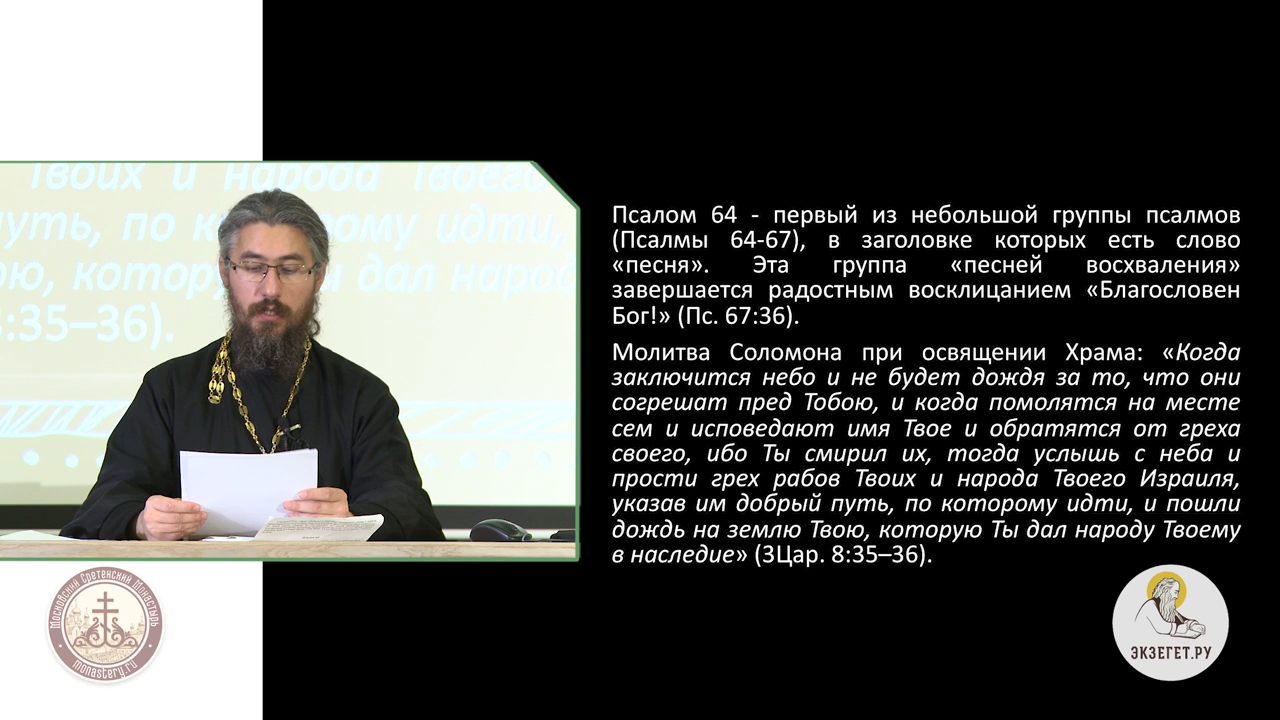 Твоих и народа Твоего
путь, по которому идти,
дал народ
:35–36).
Псалом 64 - первый из небольшой группы псалмов
(Псалмы 64-67), в заголовке которых есть слово
«песня». Эта группа «песней восхваления»
завершается радостным восклицанием «Благословен
Бог!» (Пс. 67:36).
Молитва Соломона при освящении Храма: «Когда
заключится небо и не будет дождя за то, что они
согрешат пред Тобою, и когда помолятся на месте
сем и исповедают имя Твое и обратятся от греха
своего, ибо Ты смирил их, тогда услышь с неба и
прости грех рабов Твоих и народа Твоего Израиля,
указав им добрый путь, по которому идти, и пошли
дождь на землю Твою, которую Ты дал народу Твоему
в наследие» (3Цар. 8:35–36).
Московский Сретенский Монастырь
monastery.ru
ЭКЗЕГЕТ.РУ